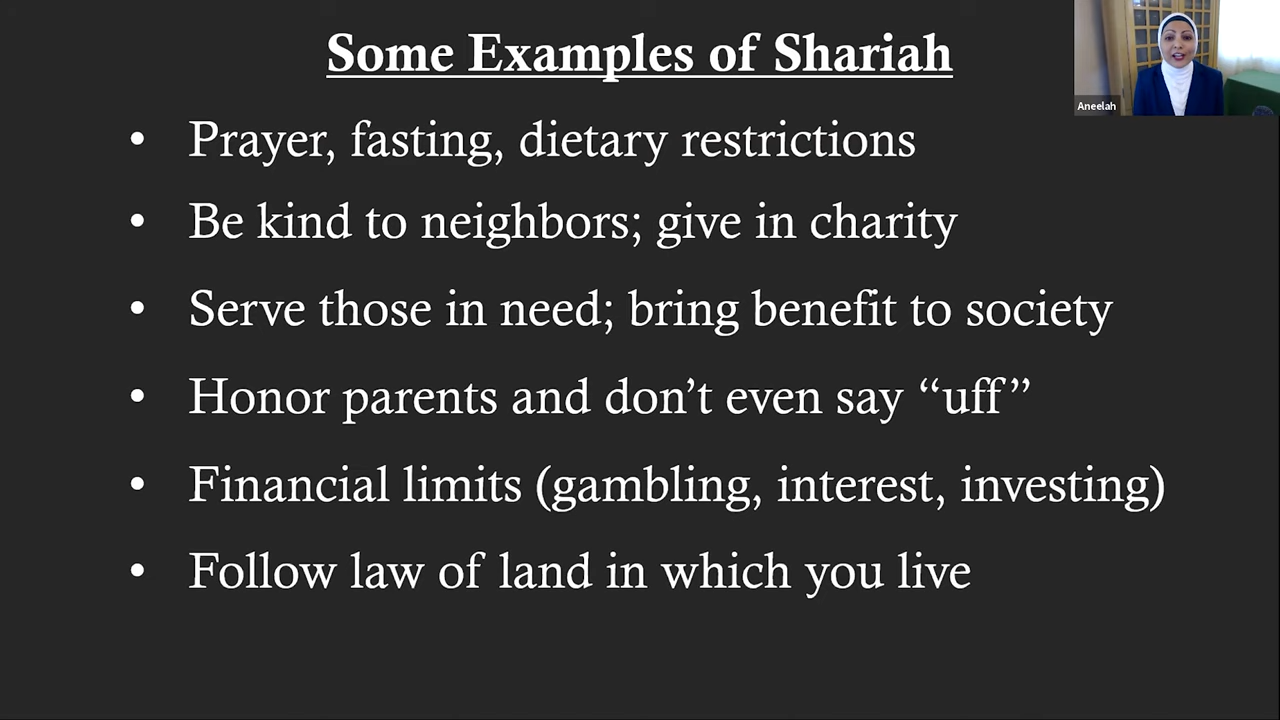 Some Examples of Shariah
Aneelah
• Prayer, fasting, dietary restrictions
• Be kind to neighbors; give in charity
• Serve those in need; bring benefit to society
• Honor parents and don’t even say “uff”
• Financial limits (gambling, interest, investing)
• Follow law of land in which you live